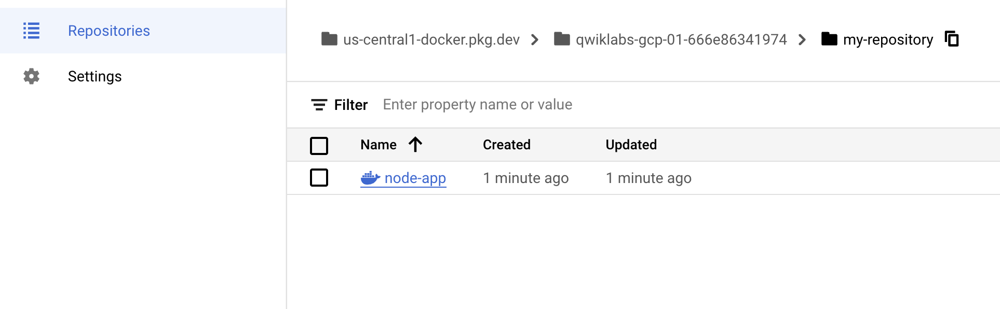 Repositories
Settings
us-central1-docker.pkg.dev qwiklabs-gcp-01-666e86341974 my-repository
Filter Enter property name or value
Name Created Updated
node-app 1 minute ago 1 minute ago